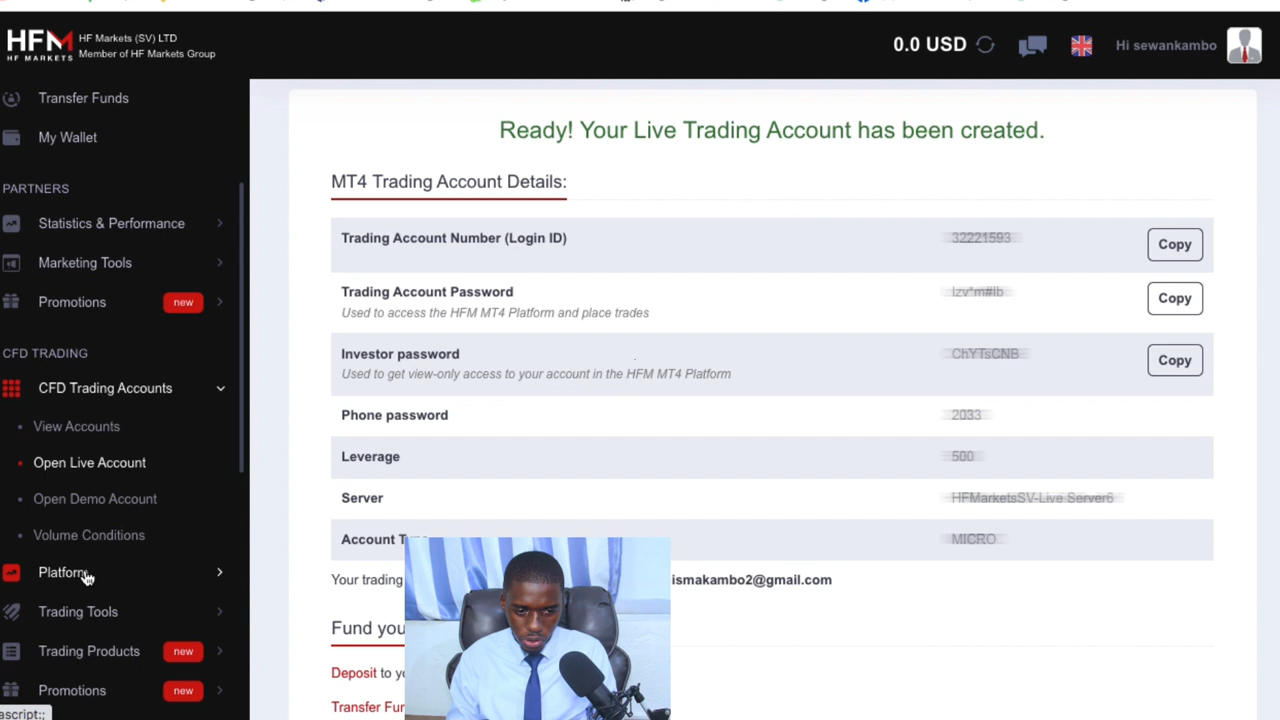 HFM
HF MARKETS
HF Markets (SV) LTD
Member of HF Markets Group
0.0 USD
Hi sewankambo
Transfer Funds
My Wallet
PARTNERS
Statistics & Performance
Marketing Tools
Promotions new
CFD TRADING
CFD Trading Accounts
View Accounts
Open Live Account
Open Demo Account
Volume Conditions
Platform
Trading Tools
Trading Products new
Promotions new
ascript:;
Ready! Your Live Trading Account has been created.
MT4 Trading Account Details:
Trading Account Number (Login ID) Copy
Trading Account Password Copy
Used to access the HFM MT4 Platform and place trades
Investor password Copy
Used to get view-only access to your account in the HFM MT4 Platform
Phone password
Leverage 500
Server HFMarketsSV-Live Server6
Account T MICRO
Your trading ismakambo2@gmail.com
Fund you
Deposit to yo
Transfer Fun